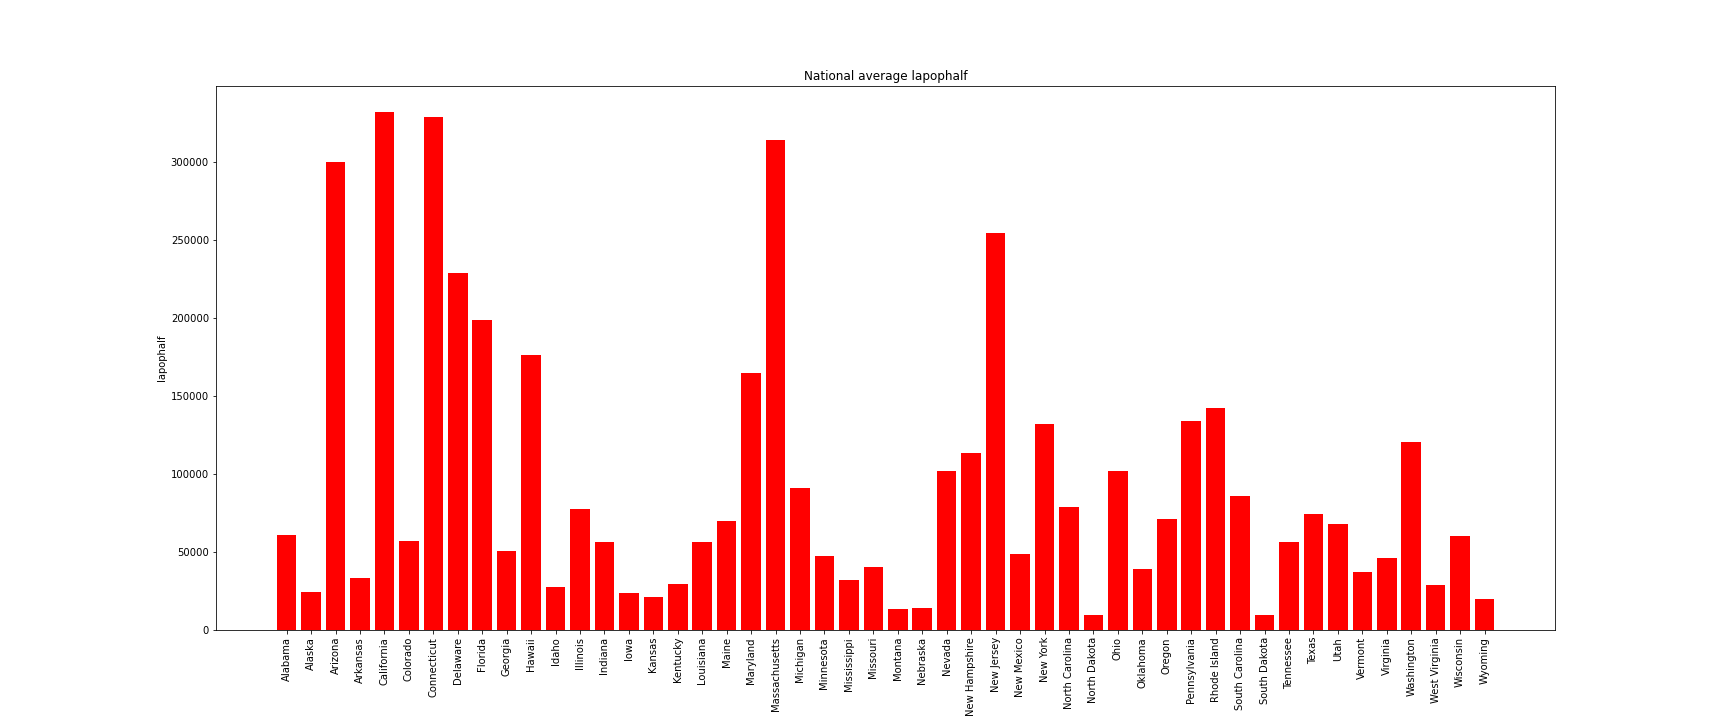 National average lapophalf
lapophalf
300000
250000
200000
150000
100000
50000
0
Alabama
Alaska
Arizona
Arkansas
California
Colorado
Connecticut
Delaware
Florida
Georgia
Hawaii
Idaho
Illinois
Indiana
Iowa
Kansas
Kentucky
Louisiana
Maine
Maryland
Massachusetts
Michigan
Minnesota
Mississippi
Missouri
Montana
Nebraska
Nevada
New Hampshire
New Jersey
New Mexico
New York
North Carolina
North Dakota
Ohio
Oklahoma
Oregon
Pennsylvania
Rhode Island
South Carolina
South Dakota
Tennessee
Texas
Utah
Vermont
Virginia
Washington
West Virginia
Wisconsin
Wyoming